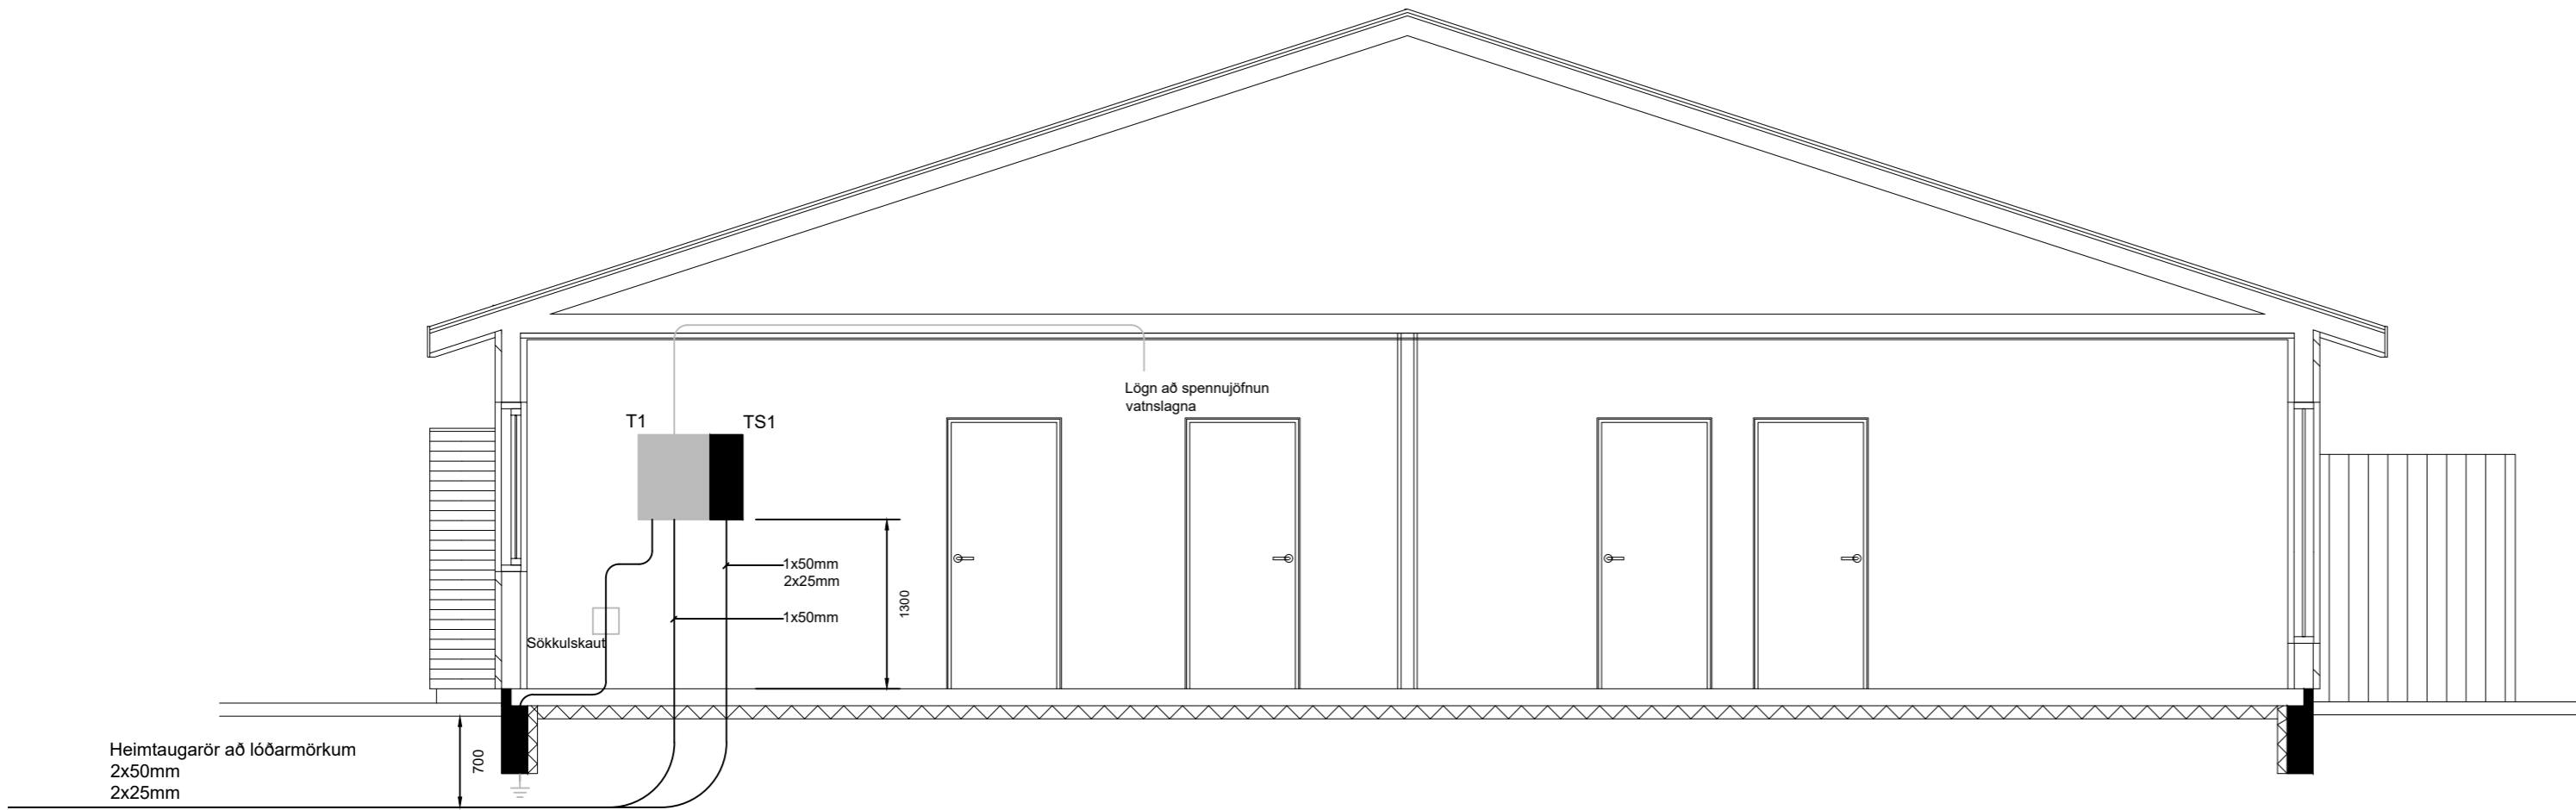 Lögn að spennujöfnun
vatnslagna
T1
TS1
1x50mm
2x25mm
1300
1x50mm
Sökkulskaut
700
Heimtaugarör að lóðarmörkum
2x50mm
2x25mm